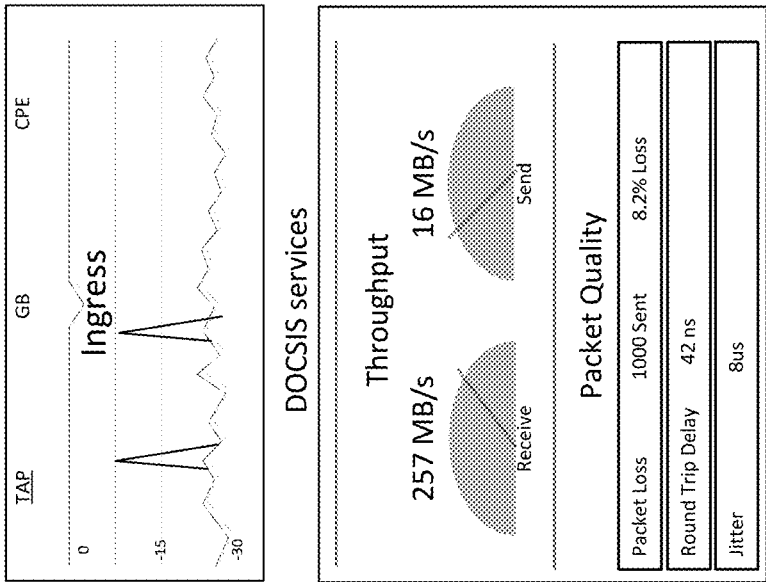 TAP GB CPE
0
Ingress
-15
-30
DOCSIS services
Throughput
257 MB/s 16 MB/s
Receive Send
Packet Quality
Packet Loss 1000 Sent 8.2% Loss
Round Trip Delay 42 ns
Jitter 8us